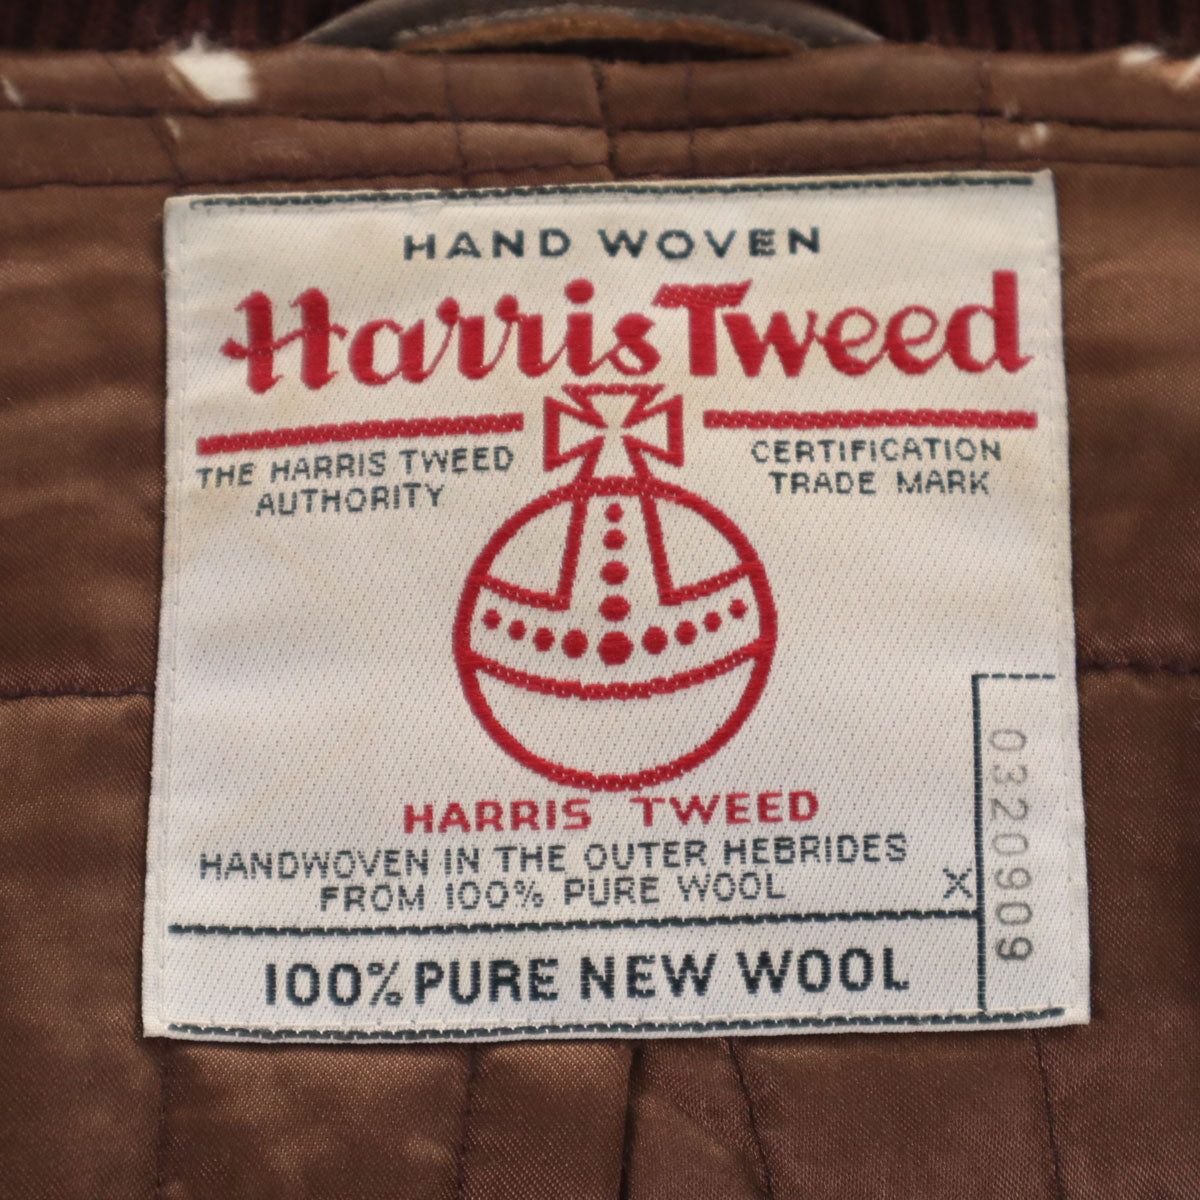 HAND WOVEN
Harris Tweed
THE HARRIS TWEED
AUTHORITY
CERTIFICATION
TRADE MARK
HARRIS TWEED
HANDWOVEN IN THE OUTER HEBRIDES
FROM 100% PURE WOOL
X
0320909
100% PURE NEW WOOL